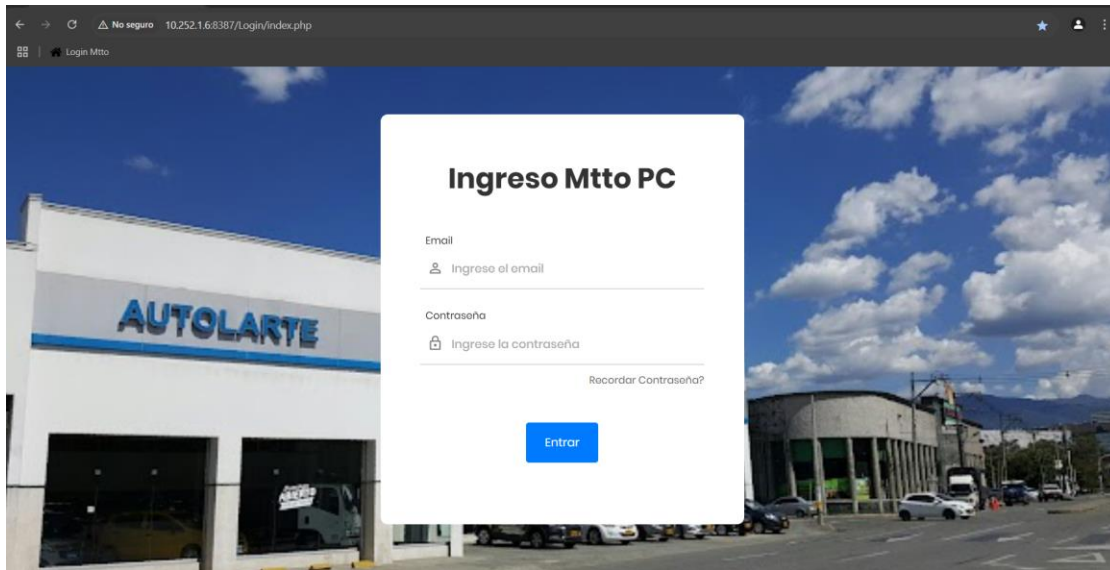 No seguro 10.252.1.6:8387/Login/index.php
Login Mtto
Ingreso Mtto PC
Email
Ingrese el email
AUTOLARTE
Contraseña
Ingrese la contraseña
Recordar Contraseña?
Entrar